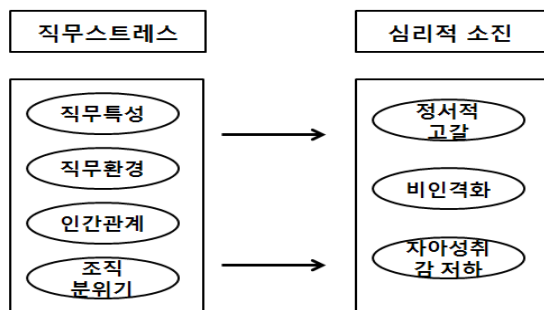 직무스트레스
심리적 소진
직무특성
직무환경
인간관계
조직
분위기
정서적
고갈
비인격화
자아성취
감 저하